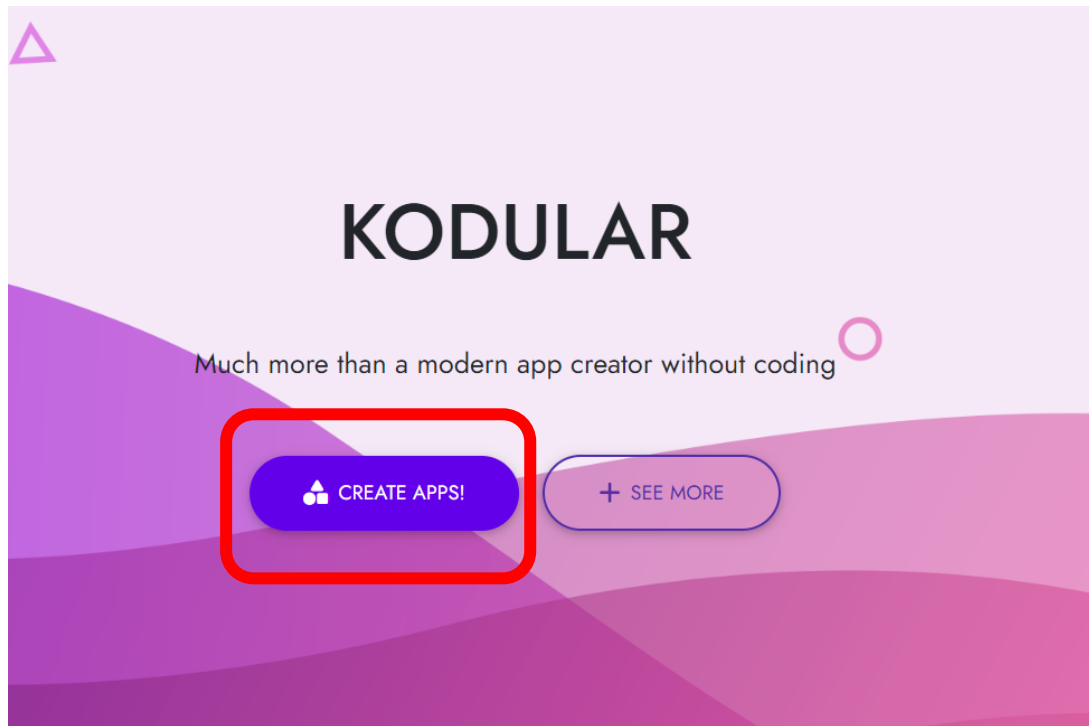 KODULAR
Much more than a modern app creator without coding
CREATE APPS!
SEE MORE